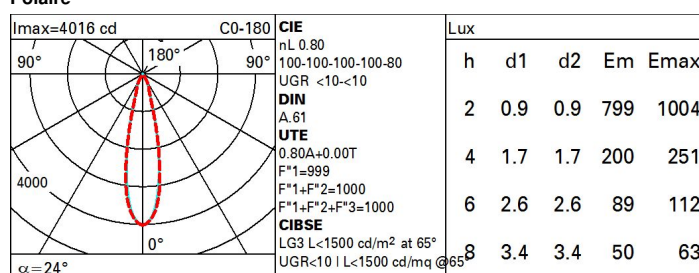 Imax=4016 cd C0-180
90° 180° 90°
4000
0°
α=24°
CIE
nL 0.80
100-100-100-100-80
UGR <10-<10
DIN
A.61
UTE
0.80A+0.00T
F"1=999
F"1+F"2=1000
F"1+F"2+F"3=1000
CIBSE
LG3 L<1500 cd/m² at 65°
UGR<10 | L<1500 cd/mq @65°
Lux
h d1 d2 Em Emax
2 0.9 0.9 799 1004
4 1.7 1.7 200 251
6 2.6 2.6 89 112
8 3.4 3.4 50 63